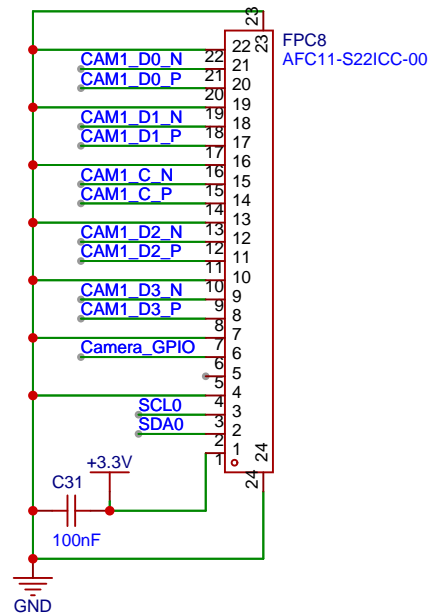 23
FPC8
AFC11-S22ICC-00
22 22 23
CAM1_D0_N 21 21
CAM1_D0_P 20 20
19 19
CAM1_D1_N 18 18
CAM1_D1_P 17 17
16 16
CAM1_C_N 15 15
CAM1_C_P 14 14
13 13
CAM1_D2_N 12 12
CAM1_D2_P 11 11
10 10
CAM1_D3_N 9 9
CAM1_D3_P 8 8
7 7
Camera_GPIO 6 6
5 5
4 4
SCL0 3 3
SDA0 2 2
1 1
24
24
+3.3V
C31
100nF
GND